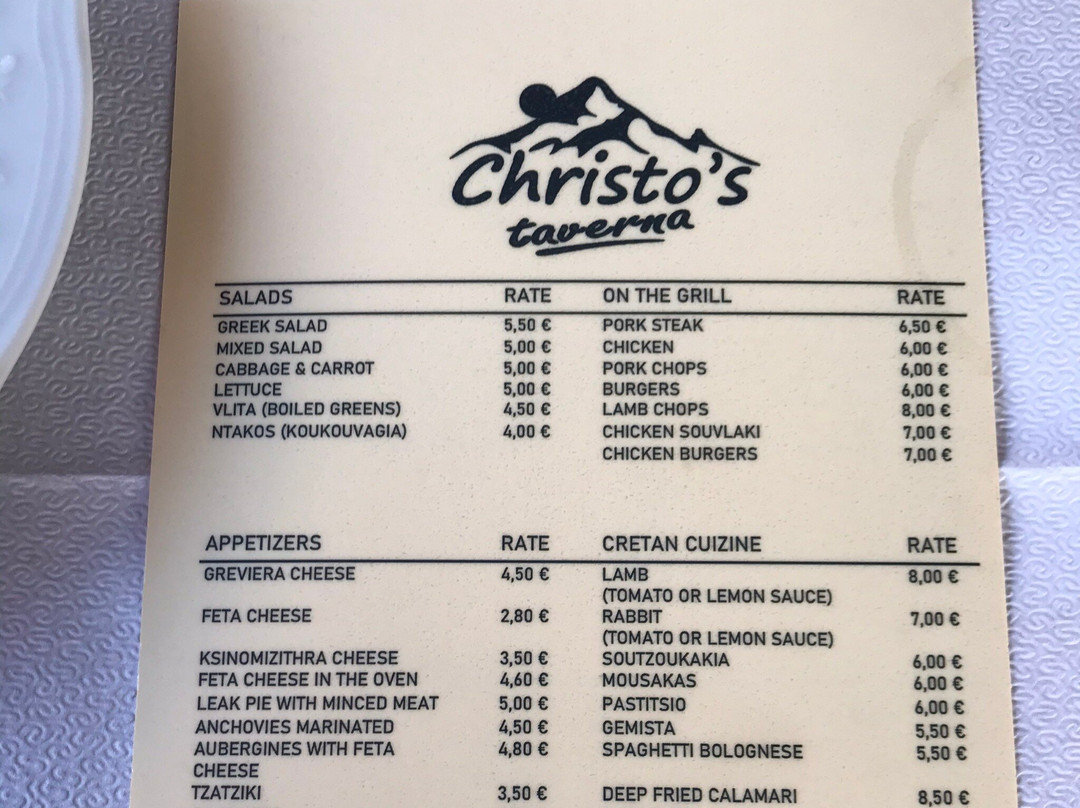 Christo's
taverna
SALADS RATE
GREEK SALAD 5,50 €
MIXED SALAD 5,00 €
CABBAGE & CARROT 5,00 €
LETTUCE 5,00 €
VLITA (BOILED GREENS) 4,50 €
NTAKOS (KOUKOUVAGIA) 4,00 €
ON THE GRILL RATE
PORK STEAK 6,50 €
CHICKEN 6,00 €
PORK CHOPS 6,00 €
BURGERS 6,00 €
LAMB CHOPS 8,00 €
CHICKEN SOUVLAKI 7,00 €
CHICKEN BURGERS 7,00 €
APPETIZERS RATE
GREVIERA CHEESE 4,50 €
FETA CHEESE 2,80 €
KSINOMIZITHRA CHEESE 3,50 €
FETA CHEESE IN THE OVEN 4,60 €
LEAK PIE WITH MINCED MEAT 5,00 €
ANCHOVIES MARINATED 4,50 €
AUBERGINES WITH FETA 4,80 €
CHEESE
TZATZIKI 3,50 €
CRETAN CUIZINE RATE
LAMB 8,00 €
(TOMATO OR LEMON SAUCE)
RABBIT 7,00 €
(TOMATO OR LEMON SAUCE)
SOUTZOUKAKIA 6,00 €
MOUSAKAS 6,00 €
PASTITSIO 6,00 €
GEMISTA 5,50 €
SPAGHETTI BOLOGNESE 5,50 €
DEEP FRIED CALAMARI 8,50 €